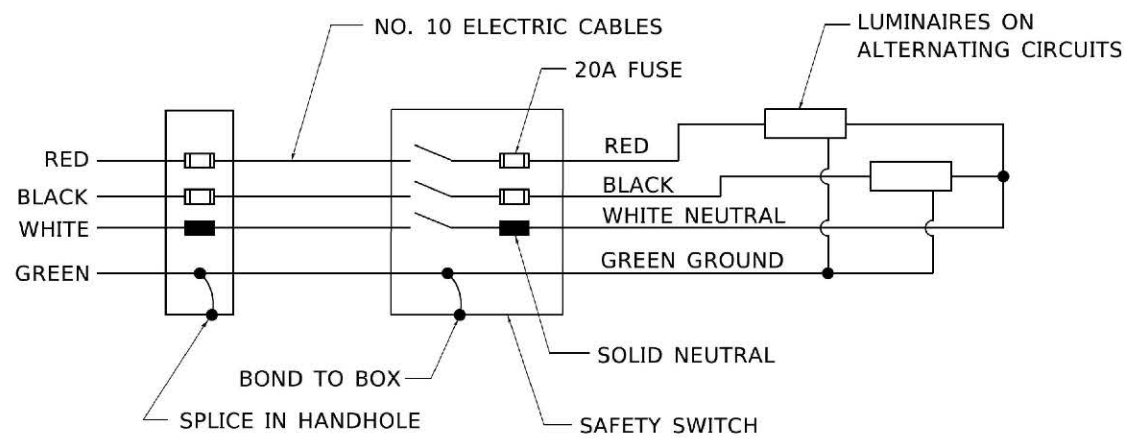 LUMINAIRES ON
ALTERNATING CIRCUITS
NO. 10 ELECTRIC CABLES
20A FUSE
RED
RED
BLACK
BLACK
WHITE
WHITE NEUTRAL
GREEN
GREEN GROUND
SOLID NEUTRAL
BOND TO BOX
SPLICE IN HANDHOLE
SAFETY SWITCH